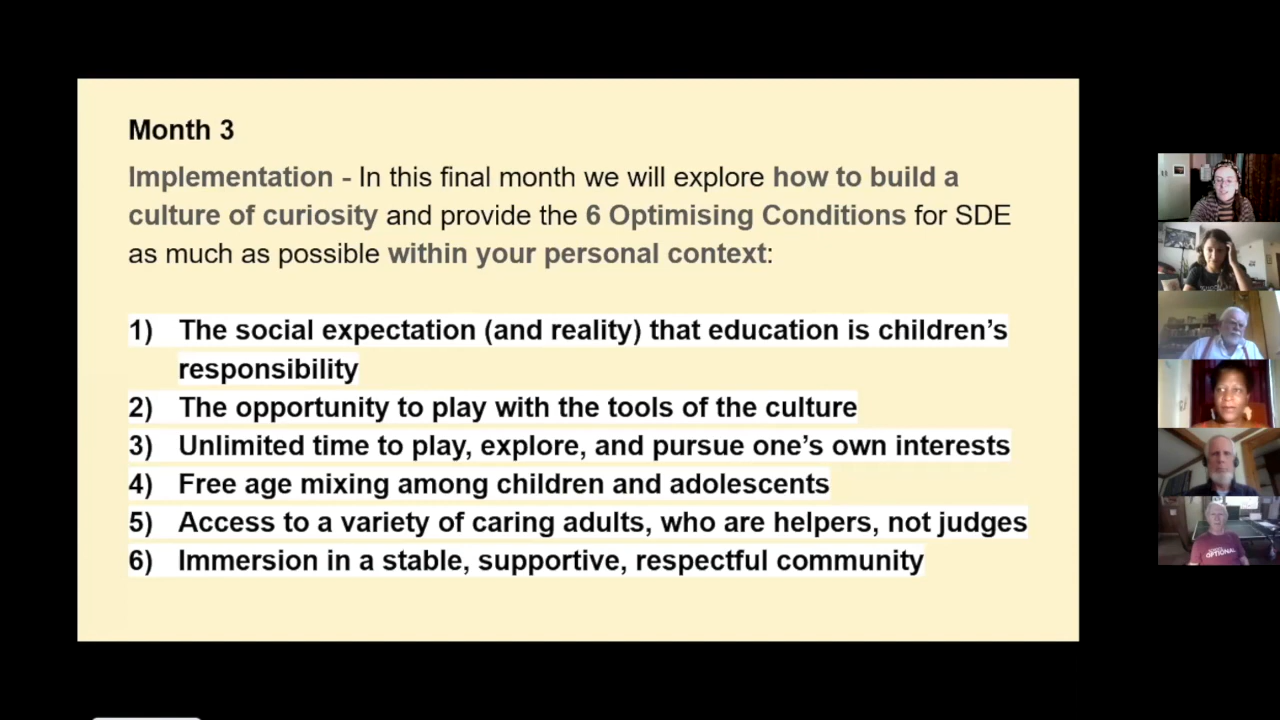 Month 3
Implementation - In this final month we will explore how to build a
culture of curiosity and provide the 6 Optimising Conditions for SDE
as much as possible within your personal context:
1) The social expectation (and reality) that education is children’s
responsibility
2) The opportunity to play with the tools of the culture
3) Unlimited time to play, explore, and pursue one’s own interests
4) Free age mixing among children and adolescents
5) Access to a variety of caring adults, who are helpers, not judges
6) Immersion in a stable, supportive, respectful community
OPTIONAL